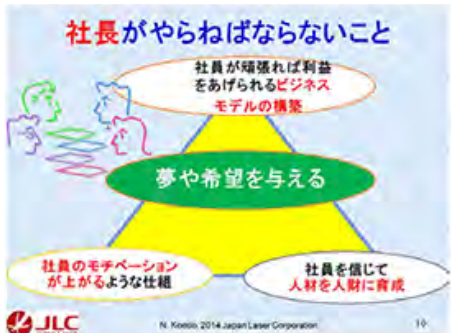 社長がやらねばならないこと
社員が頑張れば利益
をあげられるビジネス
モデルの構築
夢や希望を与える
社員のモチベーション
が上がるような仕組
社員を信じて
人材を人財に育成
JLC
N. Kondo, 2014 Japan Laser Corporation
10